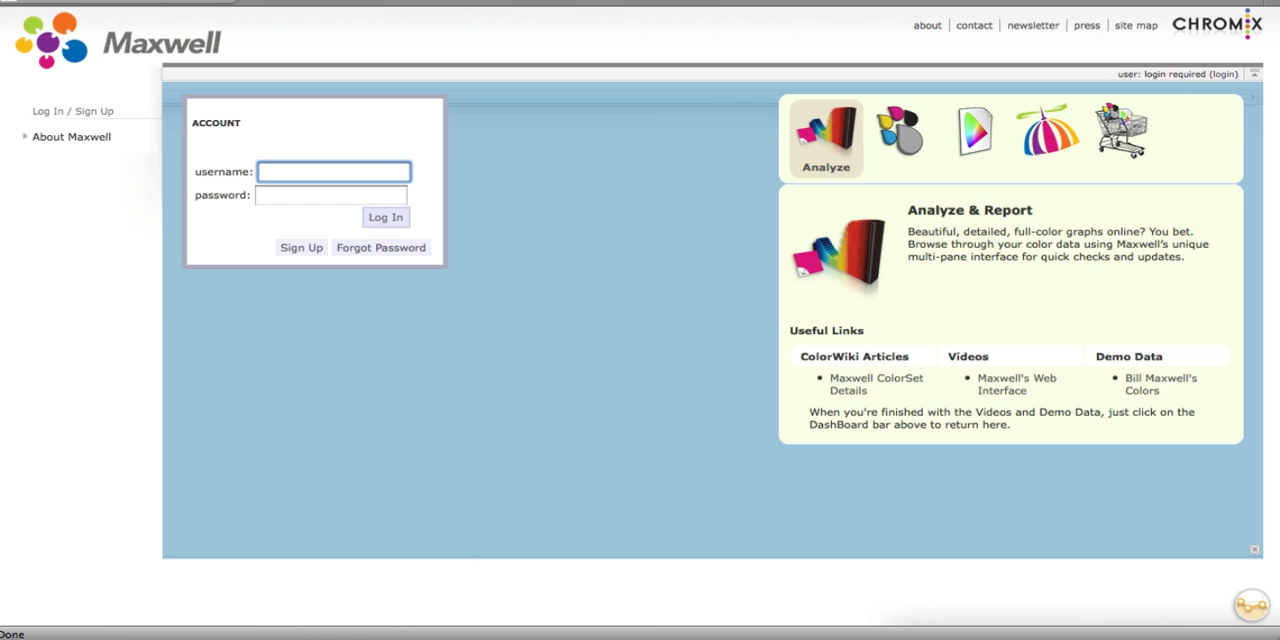 Maxwell
about
contact
newsletter
press
site map
CHROMIX
user: login required (login)
Log In / Sign Up
About Maxwell
ACCOUNT
username:
password:
Log In
Sign Up
Forgot Password
Analyze
Analyze & Report
Beautiful, detailed, full-color graphs online? You bet.
Browse through your color data using Maxwell's unique
multi-pane interface for quick checks and updates.
Useful Links
ColorWiki Articles
Videos
Demo Data
• Maxwell ColorSet
Details
• Maxwell's Web
Interface
• Bill Maxwell's
Colors
When you're finished with the Videos and Demo Data, just click on the
DashBoard bar above to return here.
Done